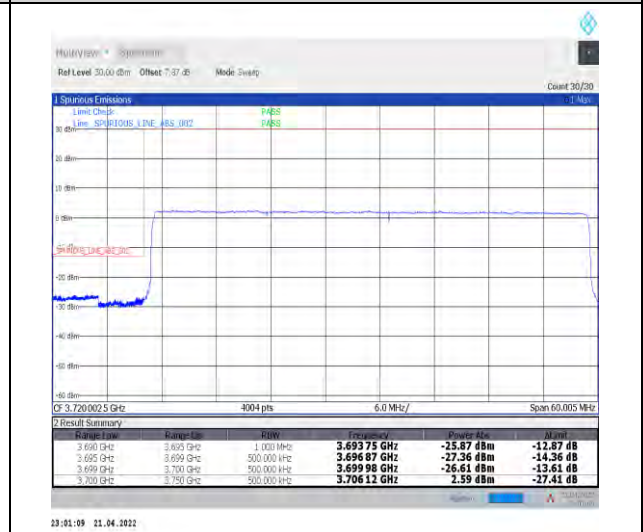 MultiView
Ref Level 30.00 dBm Offset 7.87 dB Mode Sweep
Count 30/30
1 Spurious Emissions
Limit Check PASS
Line _SPURIOUS_LINE_ABS_002 PASS
30 dBm
20 dBm
10 dBm
0 dBm
-20 dBm
-30 dBm
-40 dBm
-50 dBm
-60 dBm
CF 3.720 002 5 GHz 4004 pts 6.0 MHz/ Span 60.005 MHz
2 Result Summary
Range Low Range Up RBW Frequency Power Abs ΔLimit
3.690 GHz 3.695 GHz 1.000 MHz 3.693 75 GHz -25.87 dBm -12.87 dB
3.695 GHz 3.699 GHz 500.000 kHz 3.696 87 GHz -27.36 dBm -14.36 dB
3.699 GHz 3.700 GHz 500.000 kHz 3.699 98 GHz -26.61 dBm -13.61 dB
3.700 GHz 3.750 GHz 500.000 kHz 3.706 12 GHz 2.59 dBm -27.41 dB
23:01:09 21.04.2022